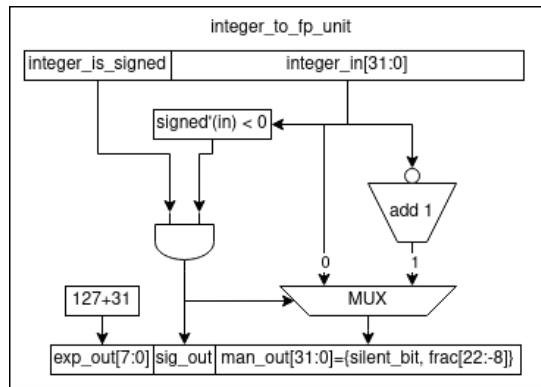 integer_to_fp_unit
integer_is_signed
integer_in[31:0]
signed'(in) < 0
add 1
0
1
127+31
MUX
exp_out[7:0]
sig_out
man_out[31:0]={silent_bit, frac[22:-8]}